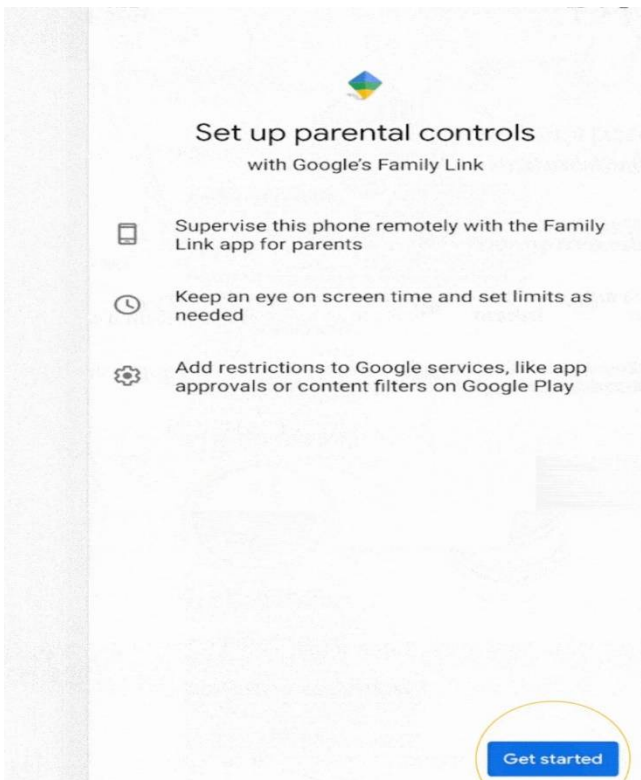 Set up parental controls
with Google's Family Link
Supervise this phone remotely with the Family
Link app for parents
Keep an eye on screen time and set limits as
needed
Add restrictions to Google services, like app
approvals or content filters on Google Play
Get started